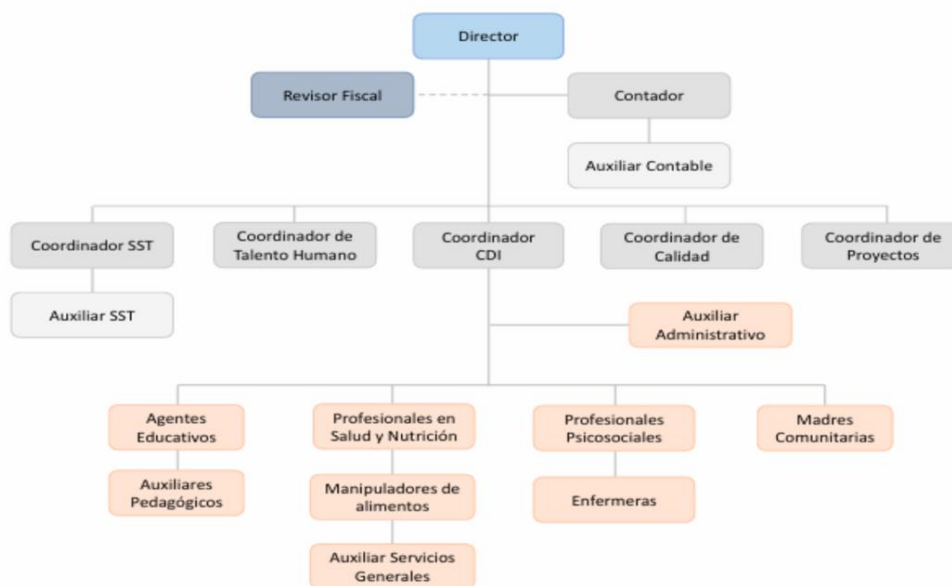 Director
Revisor Fiscal
Contador
Auxiliar Contable
Coordinador SST
Coordinador de
Talento Humano
Coordinador
CDI
Coordinador de
Calidad
Coordinador de
Proyectos
Auxiliar SST
Auxiliar
Administrativo
Agentes
Educativos
Profesionales en
Salud y Nutrición
Profesionales
Psicosociales
Madres
Comunitarias
Auxiliares
Pedagógicos
Manipuladores de
alimentos
Enfermeras
Auxiliar Servicios
Generales